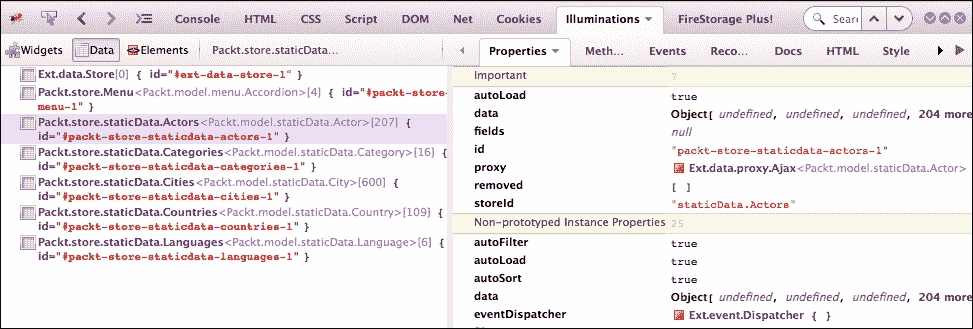 Console HTML CSS Script DOM Net Cookies Illuminations FireStorage Plus! Sear
Widgets Data Elements Packt.store.staticData...
Properties Meth... Events Reco... Docs HTML Style
Ext.data.Store[0] { id="#ext-data-store-1" }
Packt.store.Menu<Packt.model.menu.Accordion>[4] { id="#packt-store-
menu-1" }
Packt.store.staticData.Actors<Packt.model.staticData.Actor>[207] {
id="#packt-store-staticdata-actors-1" }
Packt.store.staticData.Categories<Packt.model.staticData.Category>[16] {
id="#packt-store-staticdata-categories-1" }
Packt.store.staticData.Cities<Packt.model.staticData.City>[600] {
id="#packt-store-staticdata-cities-1" }
Packt.store.staticData.Countries<Packt.model.staticData.Country>[109] {
id="#packt-store-staticdata-countries-1" }
Packt.store.staticData.Languages<Packt.model.staticData.Language>[6] {
id="#packt-store-staticdata-languages-1" }
Important 7
autoLoad true
data Object[ undefined, undefined, undefined, 204 more
fields null
id "packt-store-staticdata-actors-1"
proxy Ext.data.proxy.Ajax<Packt.model.staticData.Actor>
removed [ ]
storeId "staticData.Actors"
Non-prototyped Instance Properties 25
autoFilter true
autoLoad true
autoSort true
data Object[ undefined, undefined, undefined, 204 more
eventDispatcher Ext.event.Dispatcher { }